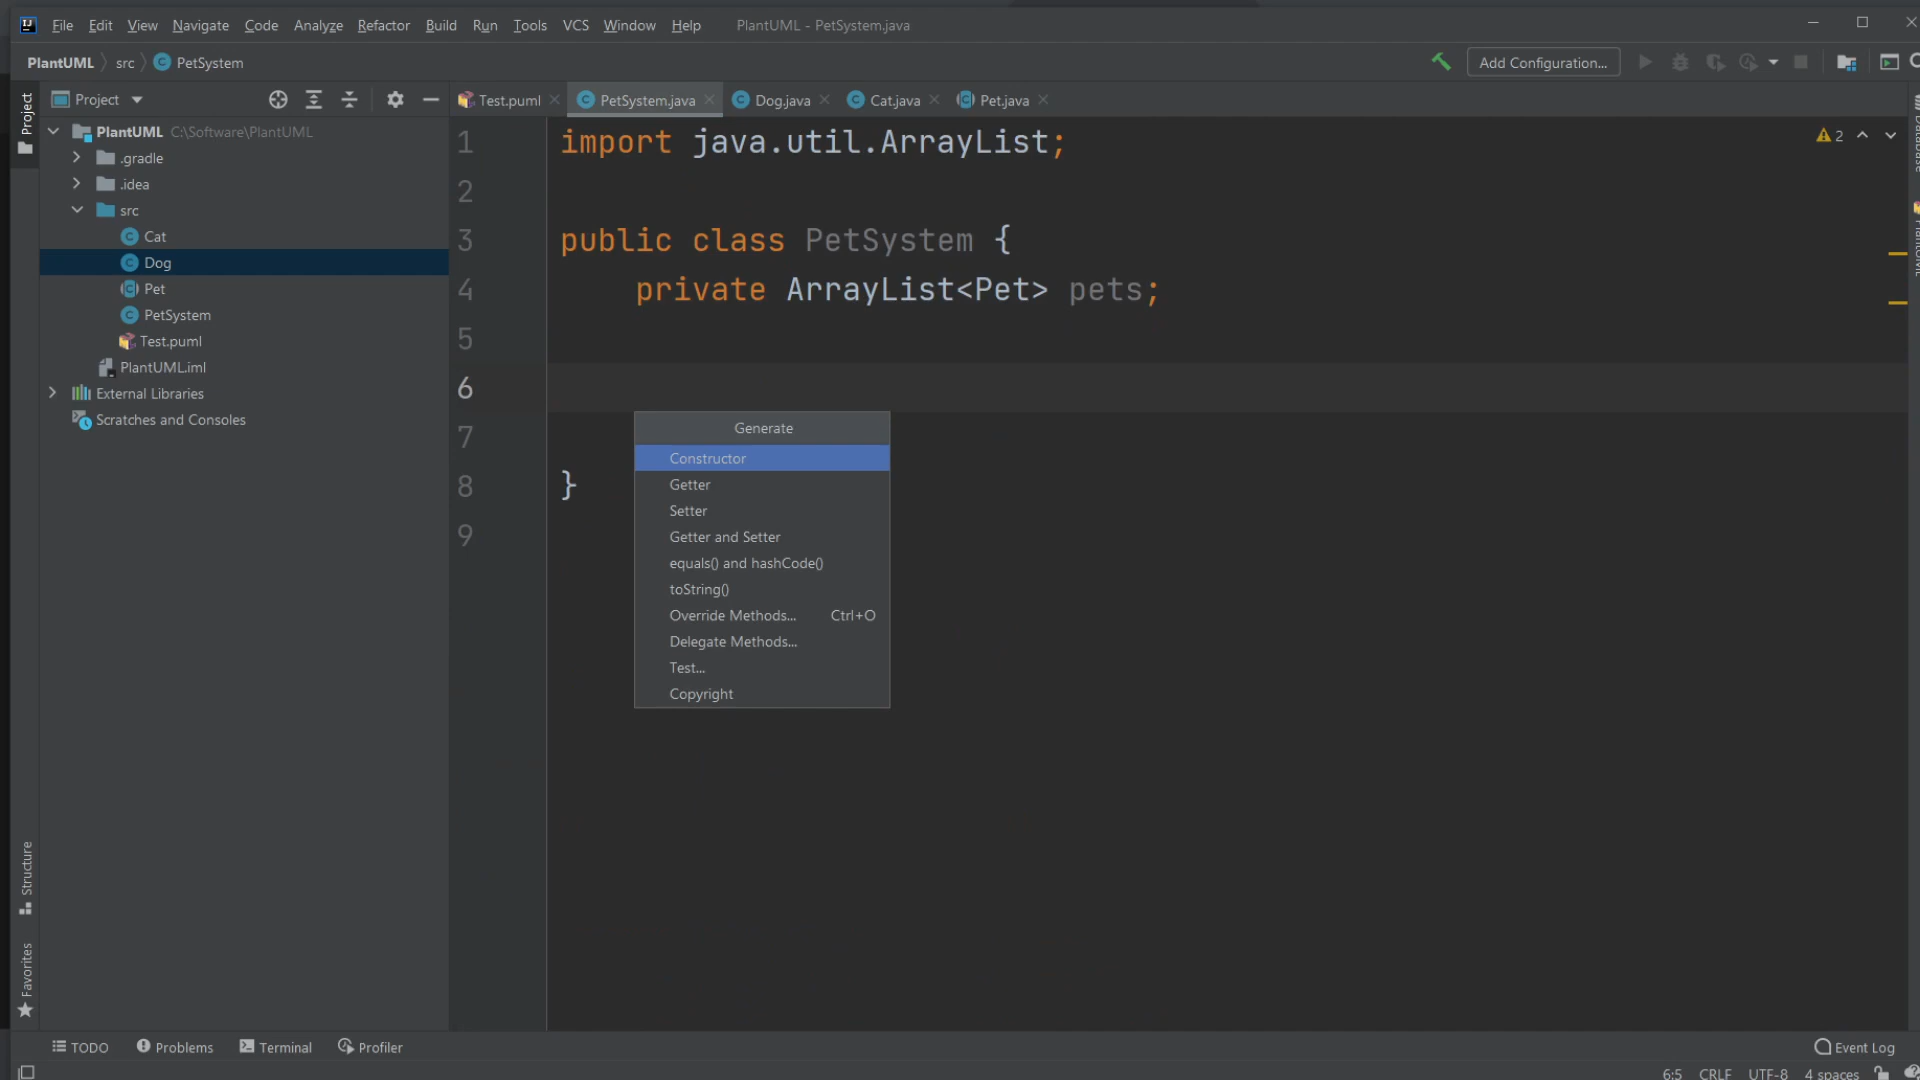 File Edit View Navigate Code Analyze Refactor Build Run Tools VCS Window Help PlantUML - PetSystem.java
PlantUML src PetSystem Add Configuration...
Project
Project
Test.puml PetSystem.java Dog.java Cat.java Pet.java
PlantUML C:\Software\PlantUML
.gradle
.idea
src
Cat
Dog
Pet
PetSystem
Test.puml
PlantUML.iml
External Libraries
Scratches and Consoles
1 import java.util.ArrayList;
2
3 public class PetSystem {
4 private ArrayList<Pet> pets;
5
6
7
8 }
9
2
Database
PlantUML
Generate
Constructor
Getter
Setter
Getter and Setter
equals() and hashCode()
toString()
Override Methods... Ctrl+O
Delegate Methods...
Test...
Copyright
Structure
Favorites
TODO Problems Terminal Profiler Event Log
6:5 CRLF UTF-8 4 spaces